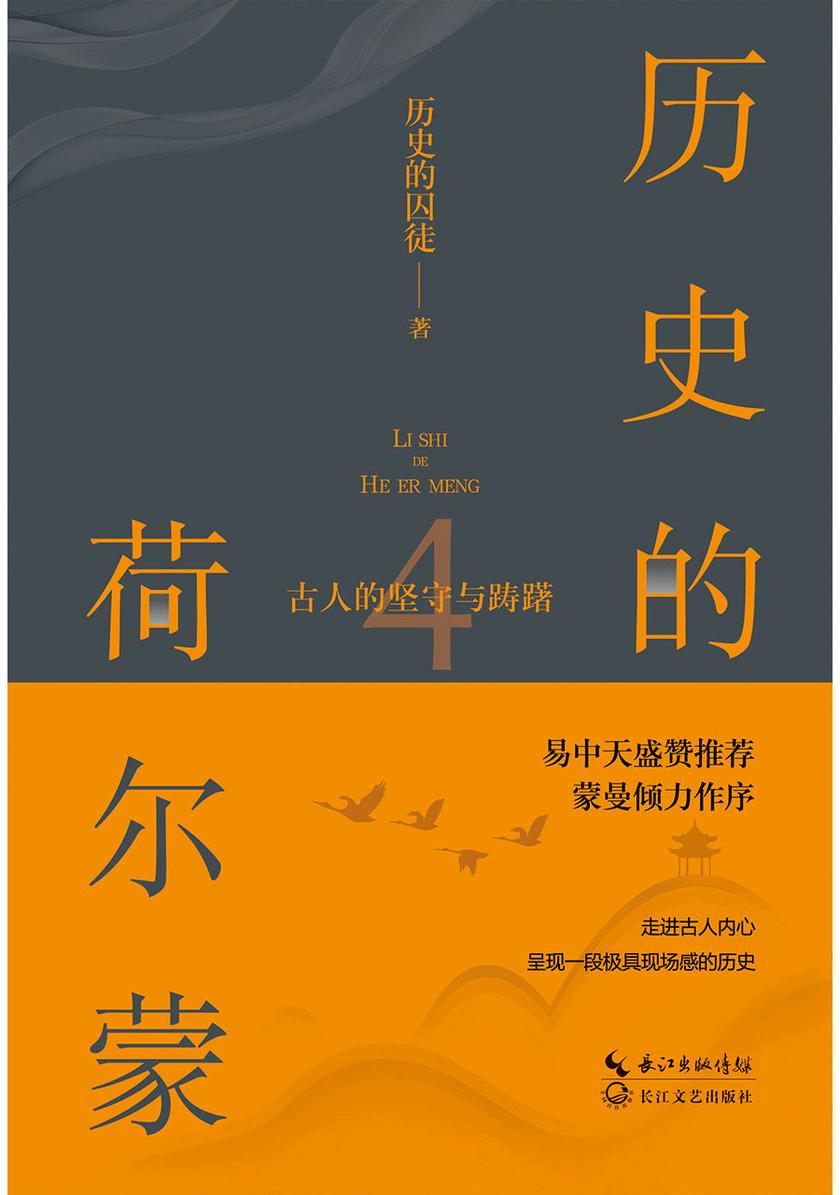 历史的
荷尔蒙
历史的囚徒——著
LI SHI
DE
HE ER MENG
4
古人的坚守与踌躇
易中天盛赞推荐
蒙曼倾力作序
走进古人内心
呈现一段极具现场感的历史
长江出版传媒
长江文艺出版社